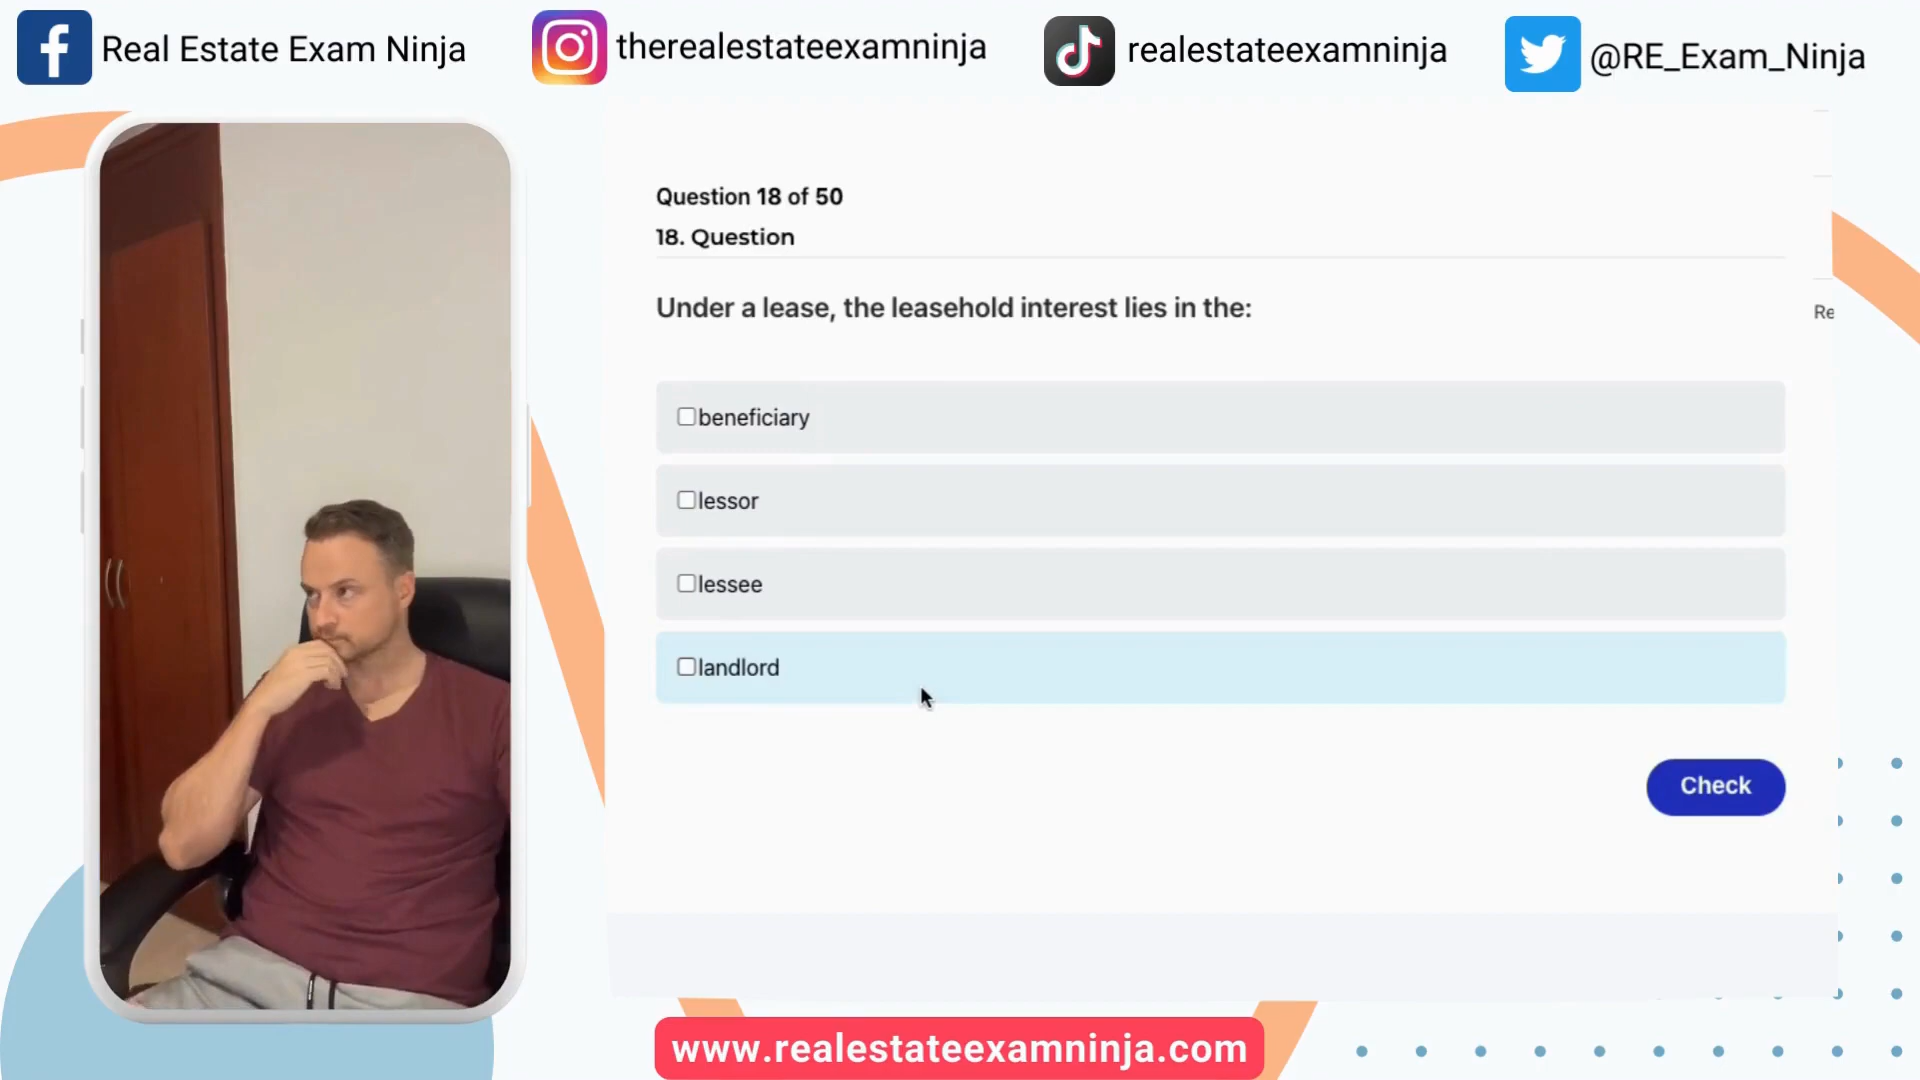 Real Estate Exam Ninja
therealestateexamninja
realestateexamninja
@RE_Exam_Ninja
Question 18 of 50
18. Question
Under a lease, the leasehold interest lies in the:
Re
beneficiary
lessor
lessee
landlord
Check
www.realestateexamninja.com